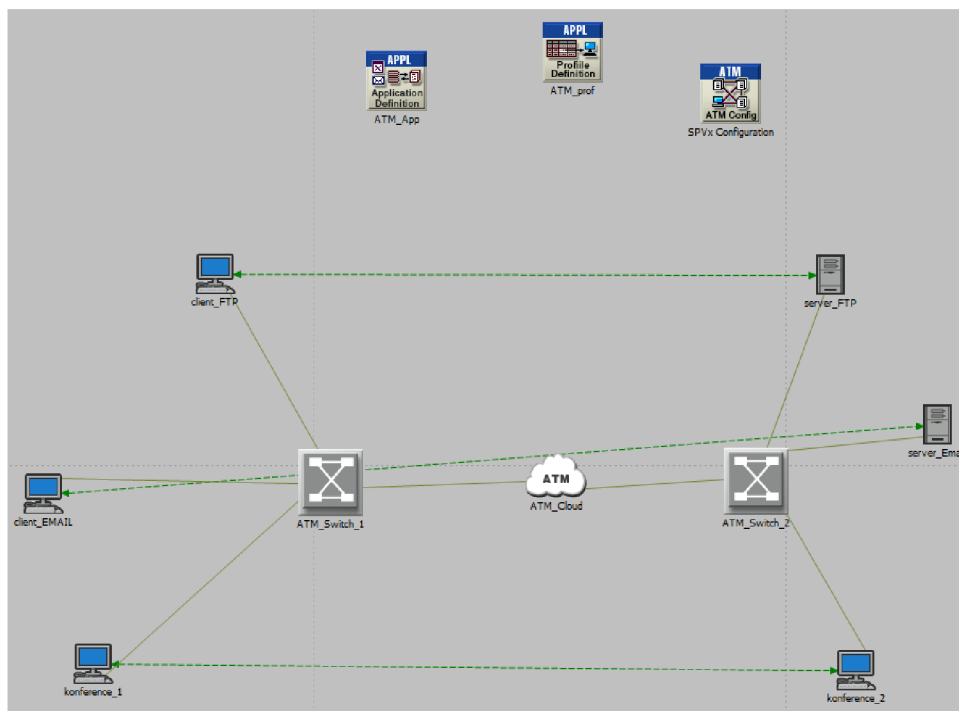 APPL
Profile
Definition
ATM_prof
APPL
Application
Definition
ATM_App
ATM
ATM Config
SPVx Configuration
client_FTP
server_FTP
server_Ema
client_EMAIL
ATM_Switch_1
ATM
ATM_Cloud
ATM_Switch_2
konference_1
konference_2